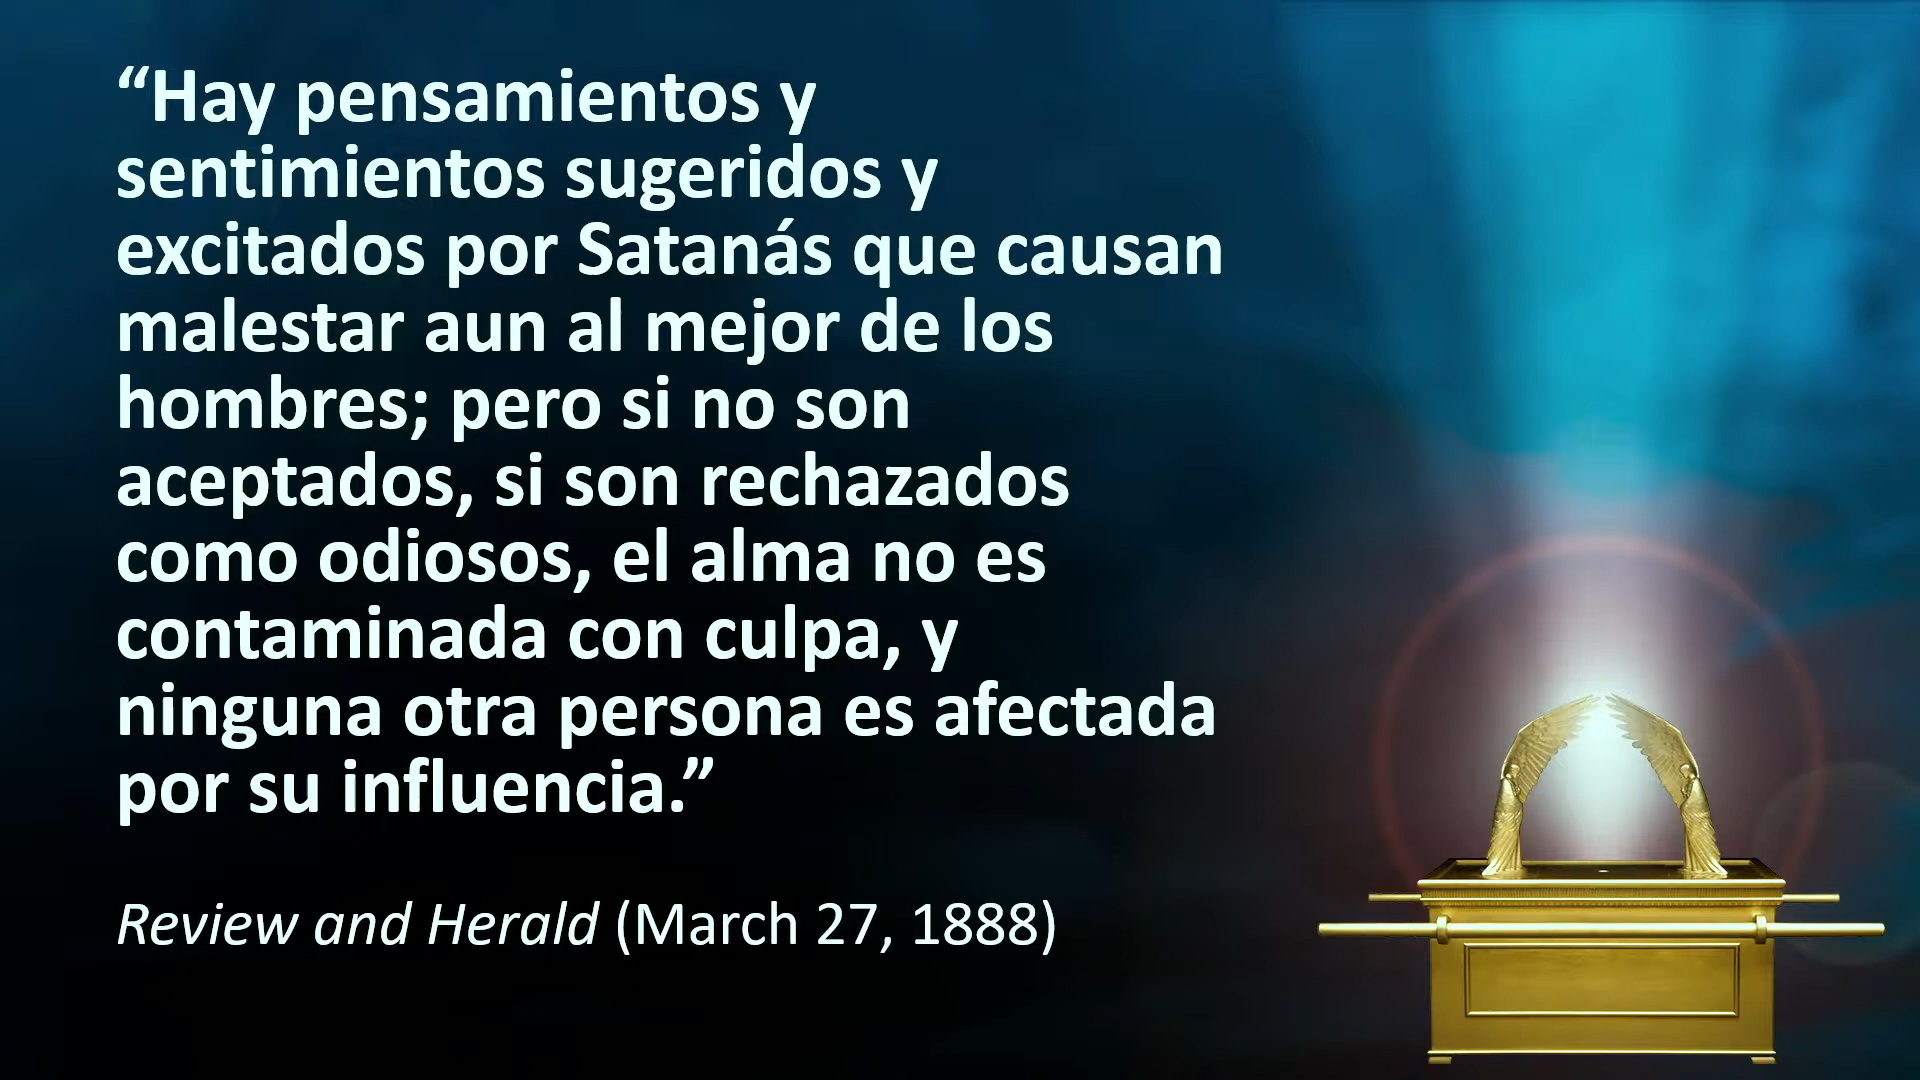 “Hay pensamientos y
sentimientos sugeridos y
excitados por Satanás que causan
malestar aun al mejor de los
hombres; pero si no son
aceptados, si son rechazados
como odiosos, el alma no es
contaminada con culpa, y
ninguna otra persona es afectada
por su influencia.”
Review and Herald (March 27, 1888)